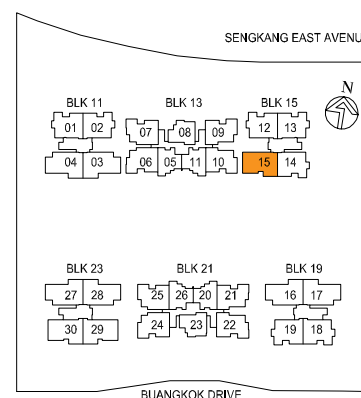 SENGKANG EAST AVENU
N
BLK 11 BLK 13 BLK 15
01 02 07 08 09 12 13
04 03 06 05 11 10 15 14
BLK 23 BLK 21 BLK 19
27 28 25 26 20 21 16 17
30 29 24 23 22 19 18
BUANGKOK DRIVE